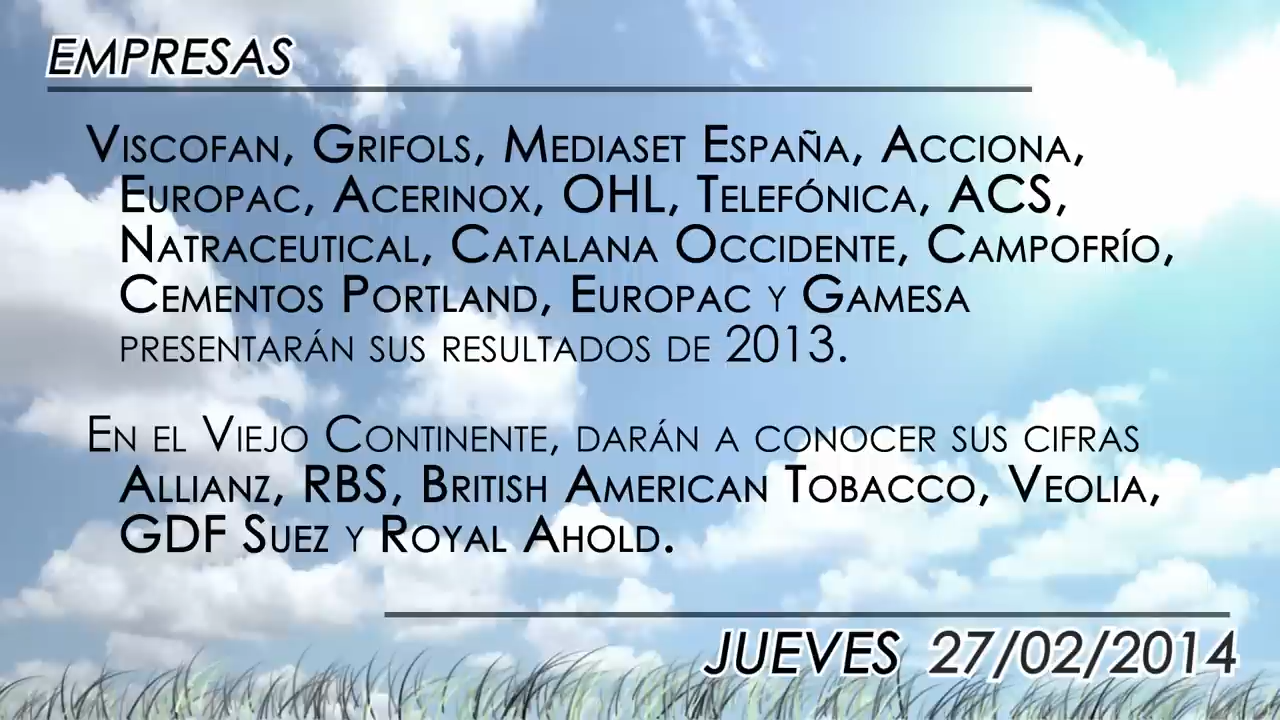 EMPRESAS
Viscofan, Grifols, Mediaset España, Acciona,
Europac, Acerinox, OHL, Telefónica, ACS,
Natraceutical, Catalana Occidente, Campofrío,
Cementos Portland, Europac y Gamesa
presentarán sus resultados de 2013.
En el Viejo Continente, darán a conocer sus cifras
Allianz, RBS, British American Tobacco, Veolia,
GDF Suez y Royal Ahold.
JUEVES 27/02/2014